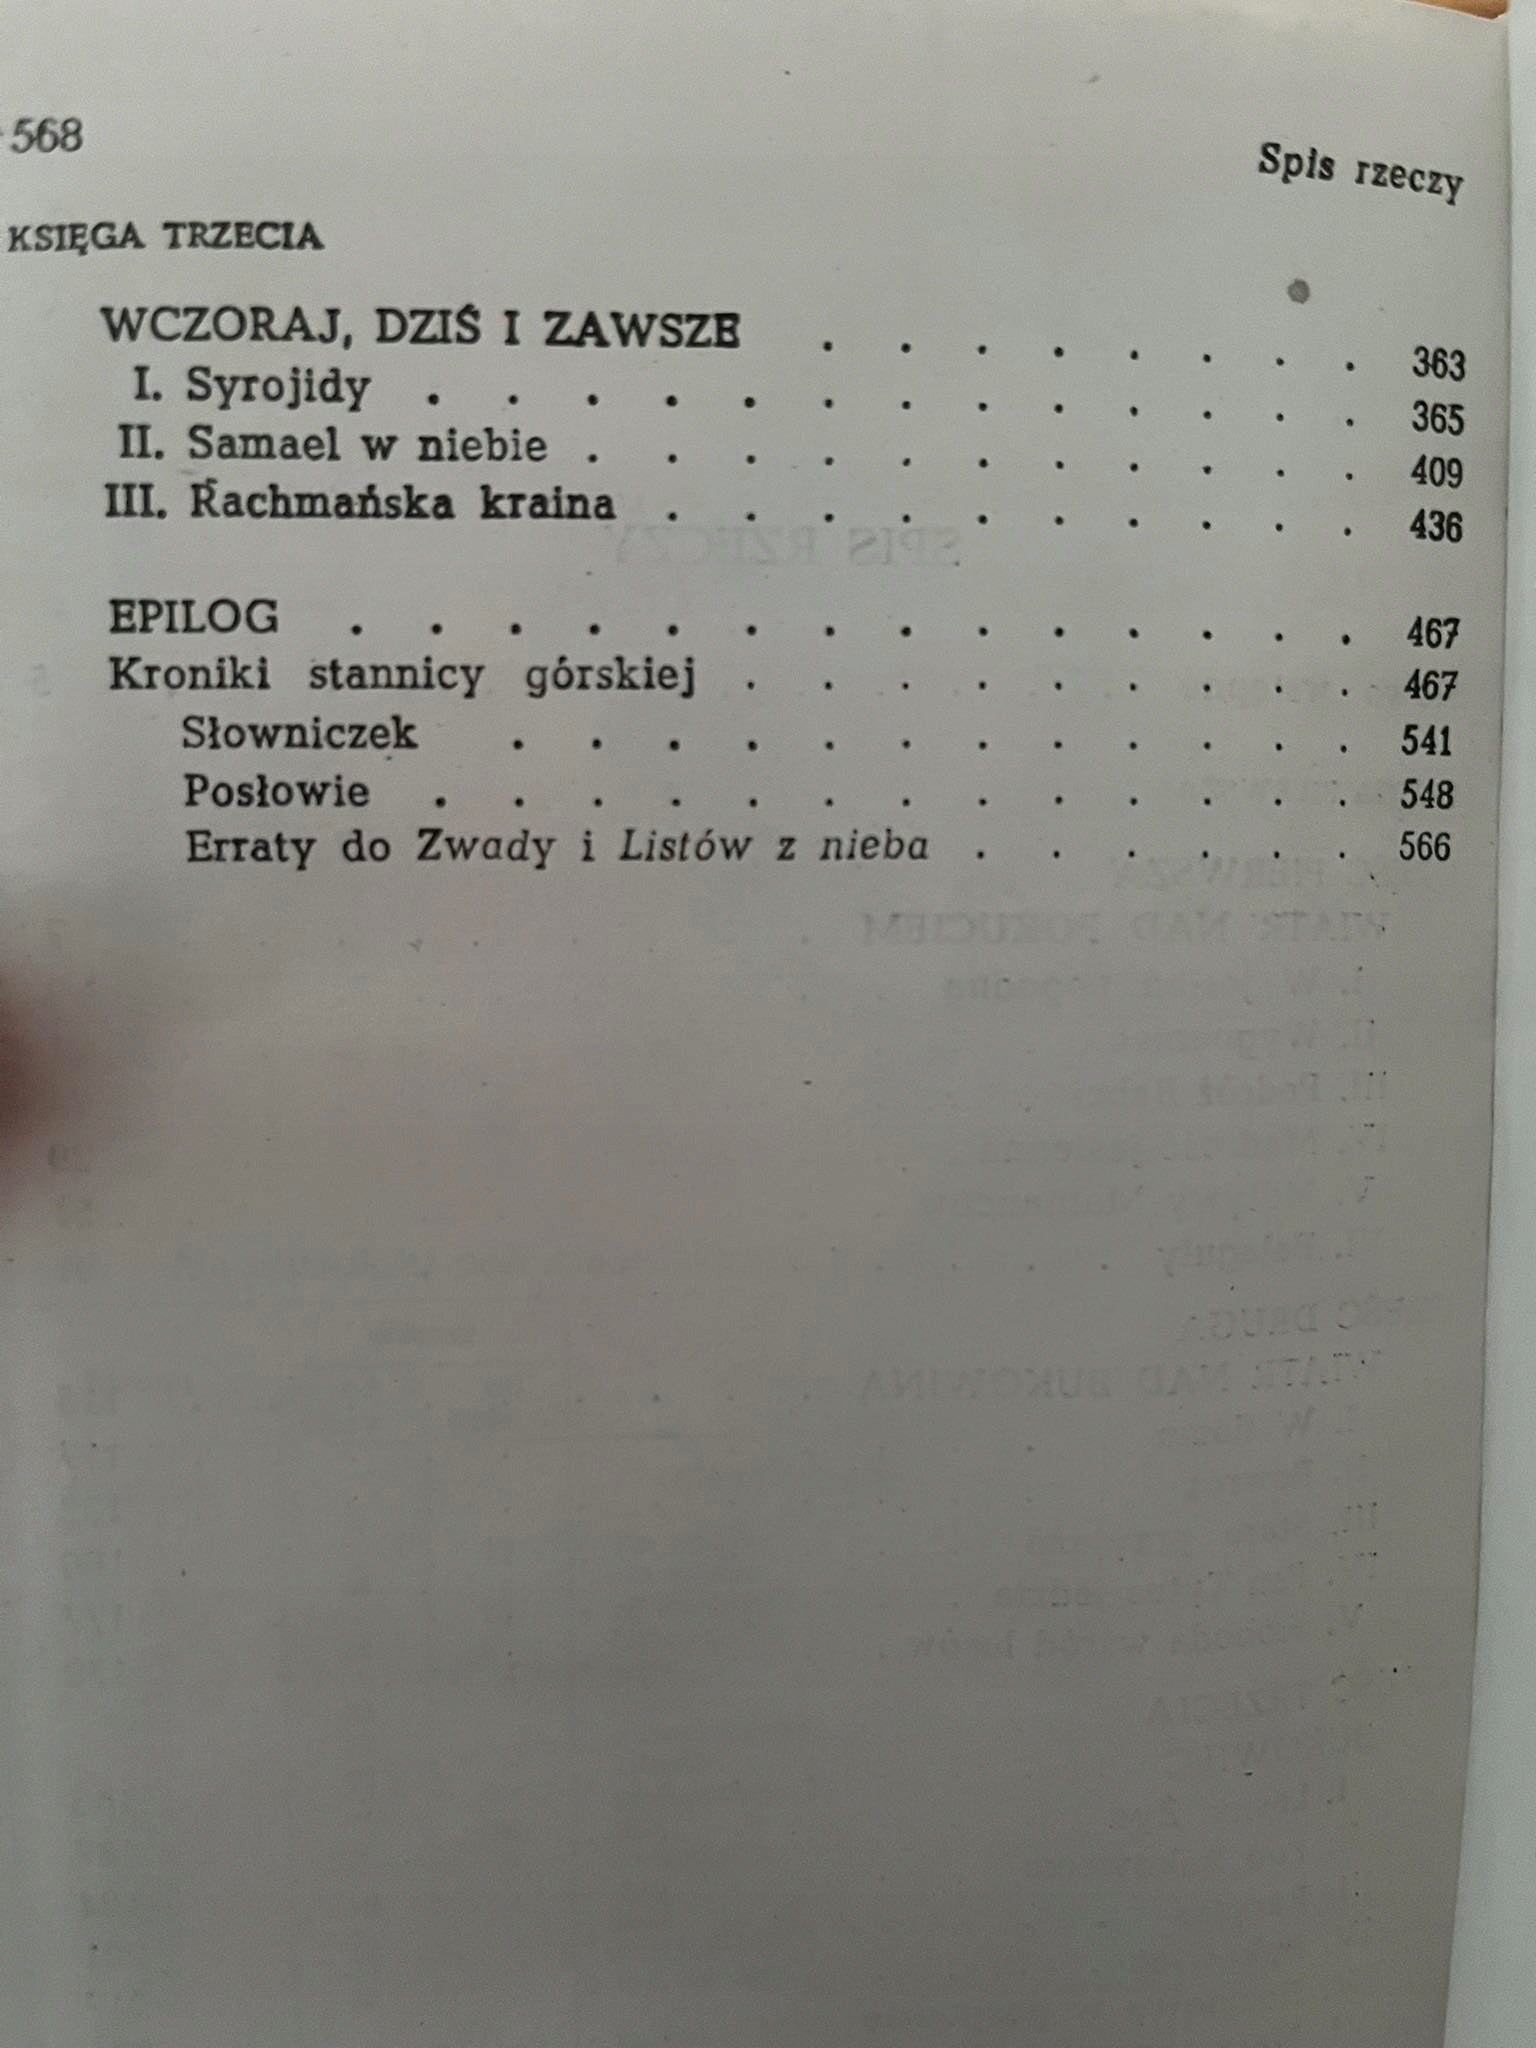 568
Spis rzeczy
KSIĘGA TRZECIA
WCZORAJ, DZIŚ I ZAWSZE . . . . . . . . 363
I. Syrojidy . . . . . . . . . . . . . 365
II. Samael w niebie . . . . . . . . . . . 409
III. Rachmańska kraina . . . . . . . . . . 436
EPILOG . . . . . . . . . . . . . . 467
Kroniki stannicy górskiej . . . . . . . . . 467
Słowniczek . . . . . . . . . . . . 541
Posłowie . . . . . . . . . . . . . 548
Erraty do Zwady i Listów z nieba . . . . . . 566